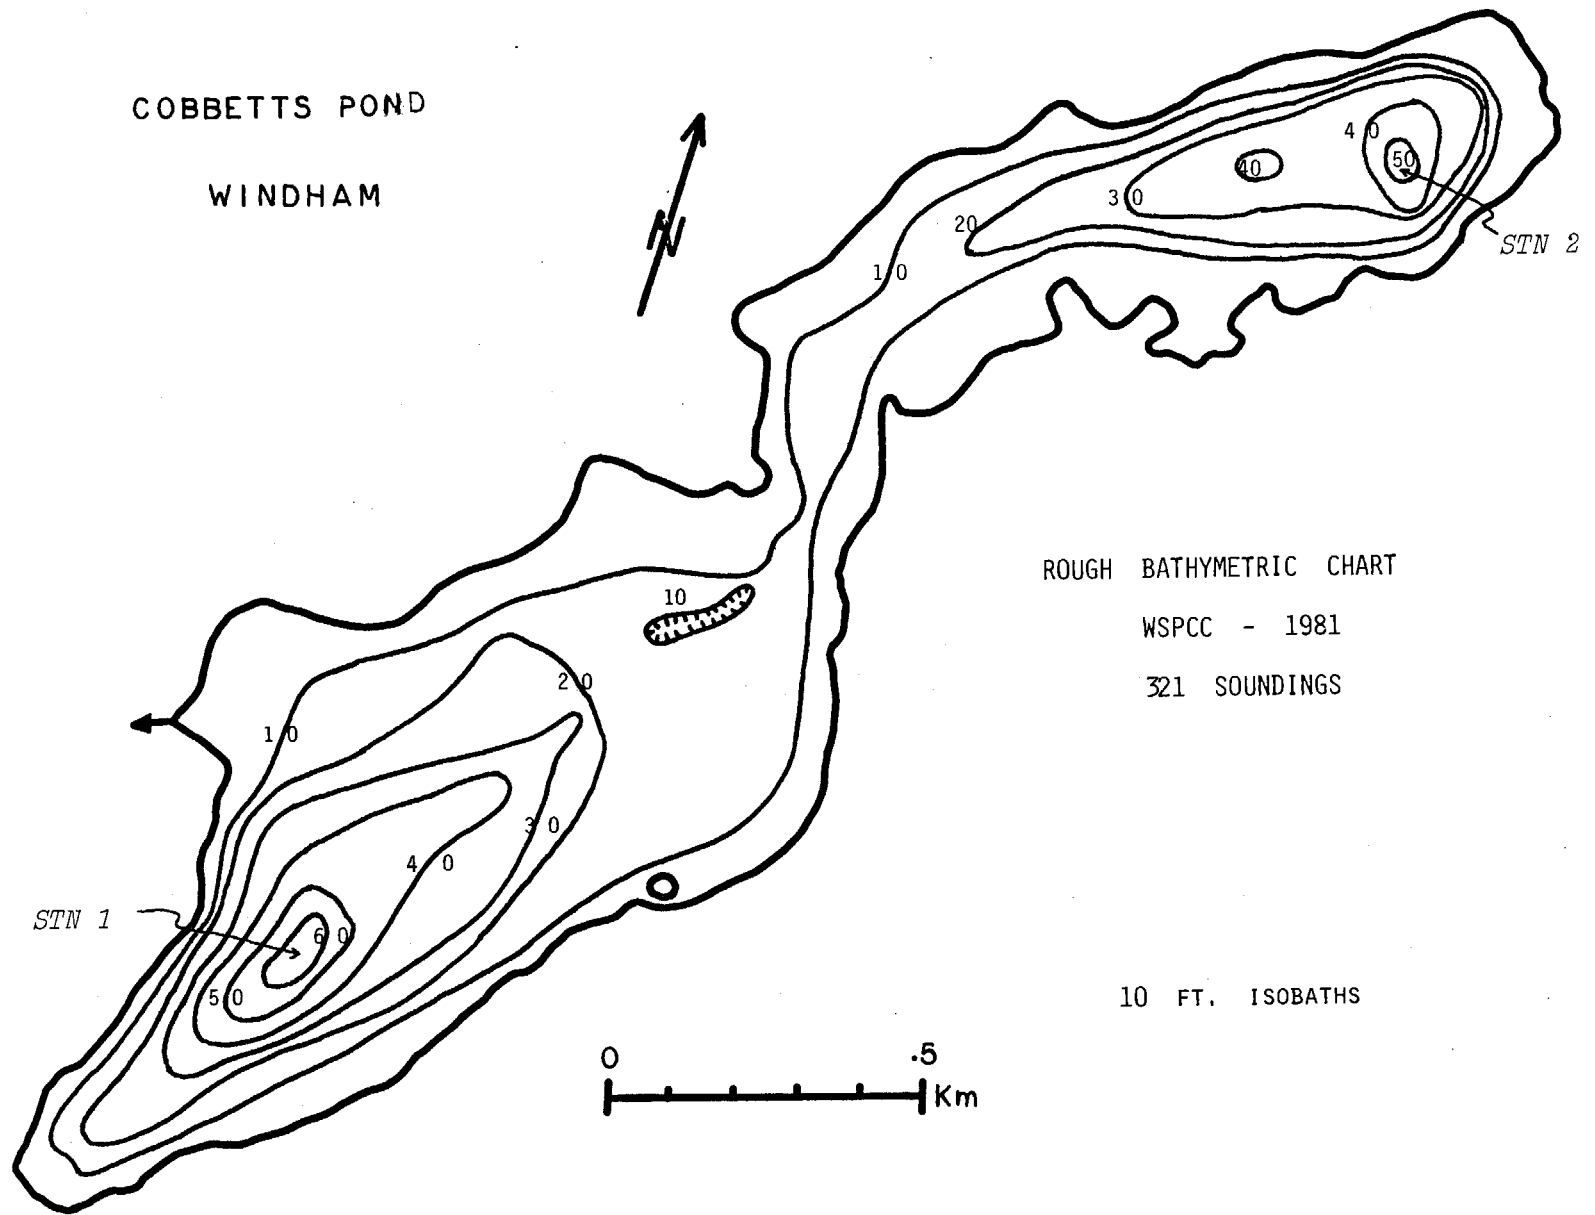 COBBETTS POND
WINDHAM
N
40
50
40
30
20
STN 2
10
ROUGH BATHYMETRIC CHART
10
WSPCC - 1981
20
321 SOUNDINGS
10
30
40
STN 1
60
50
10 FT. ISOBATHS
0 .5
Km